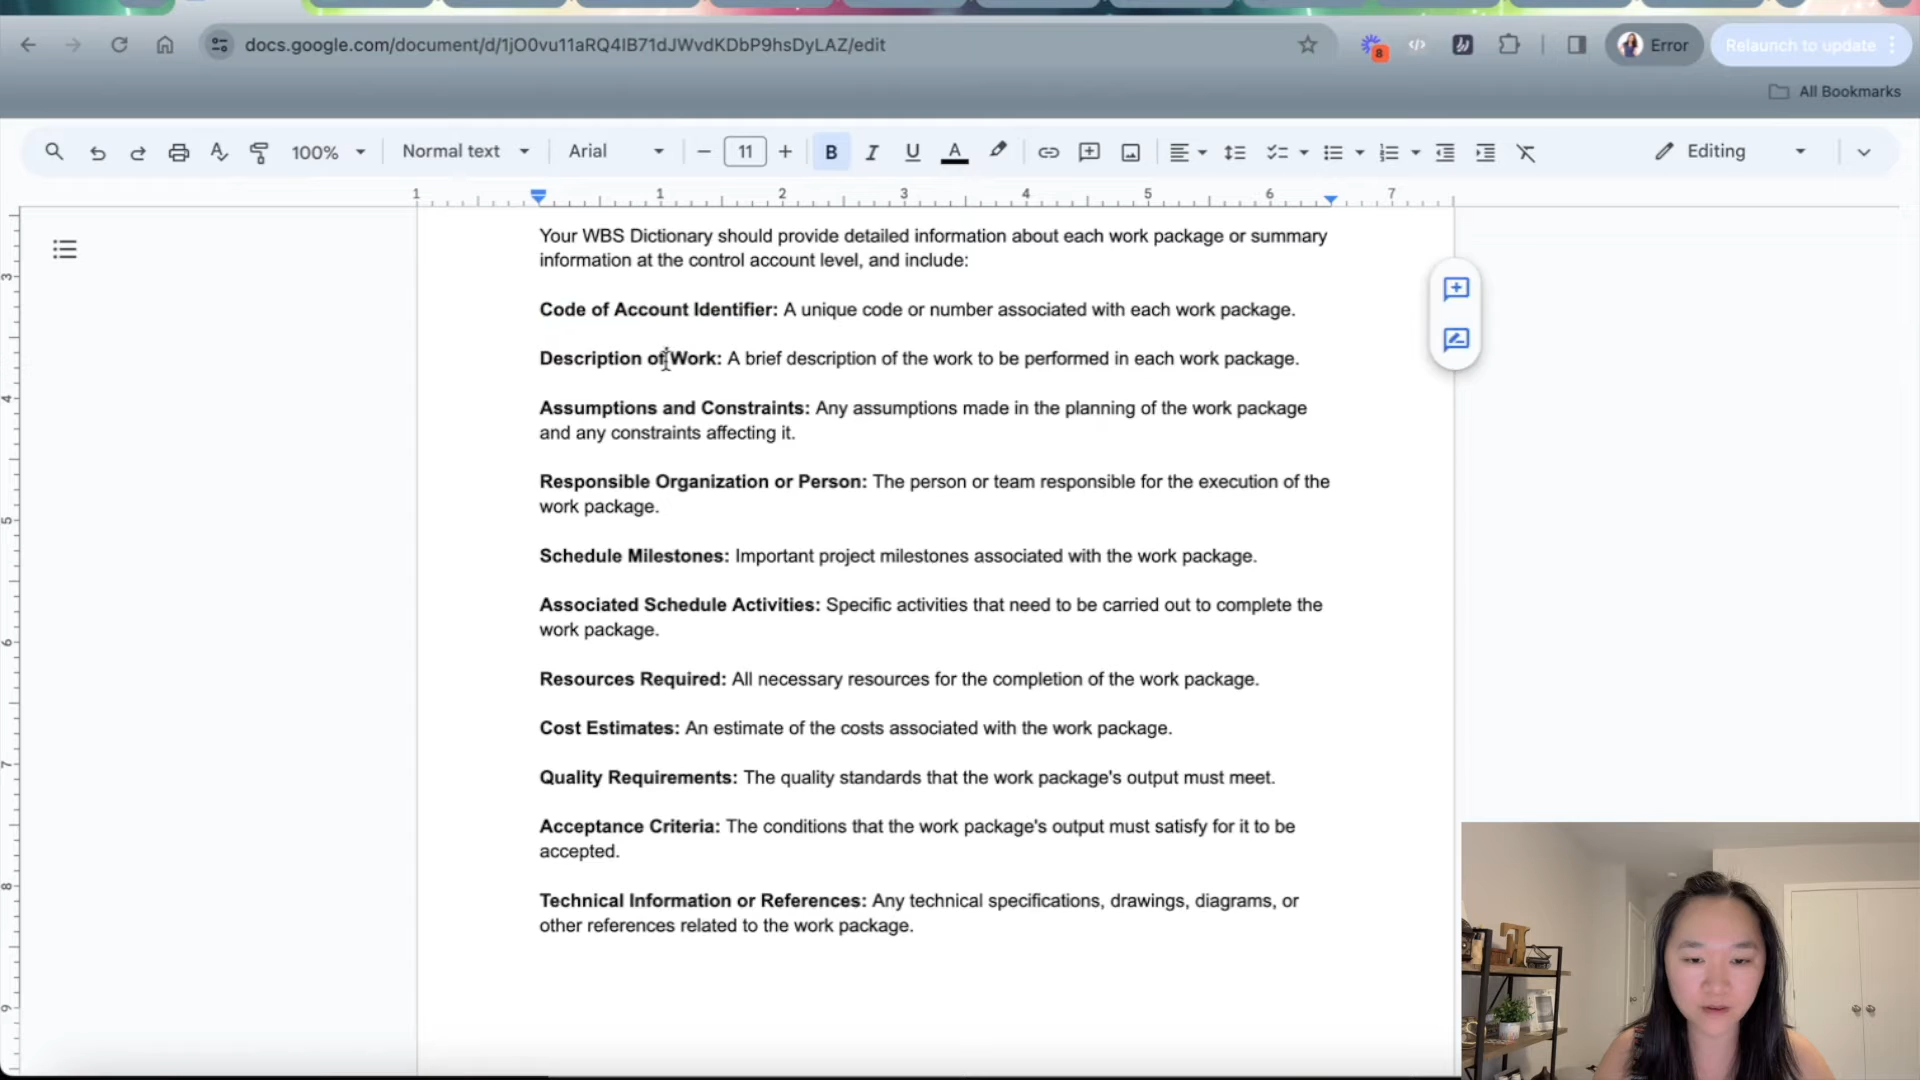 docs.google.com/document/d/1jO0vu11aRQ4lB71dJWvdKDbP9hsDyLAZ/edit
8
Error
Relaunch to update
All Bookmarks
100%
Normal text
Arial
11
B
I
U
A
Editing
1 1 2 3 4 5 6 7
Your WBS Dictionary should provide detailed information about each work package or summary
information at the control account level, and include:
Code of Account Identifier: A unique code or number associated with each work package.
Description of Work: A brief description of the work to be performed in each work package.
Assumptions and Constraints: Any assumptions made in the planning of the work package
and any constraints affecting it.
Responsible Organization or Person: The person or team responsible for the execution of the
work package.
Schedule Milestones: Important project milestones associated with the work package.
Associated Schedule Activities: Specific activities that need to be carried out to complete the
work package.
Resources Required: All necessary resources for the completion of the work package.
Cost Estimates: An estimate of the costs associated with the work package.
Quality Requirements: The quality standards that the work package's output must meet.
Acceptance Criteria: The conditions that the work package's output must satisfy for it to be
accepted.
Technical Information or References: Any technical specifications, drawings, diagrams, or
other references related to the work package.
3
4
5
6
7
8
9